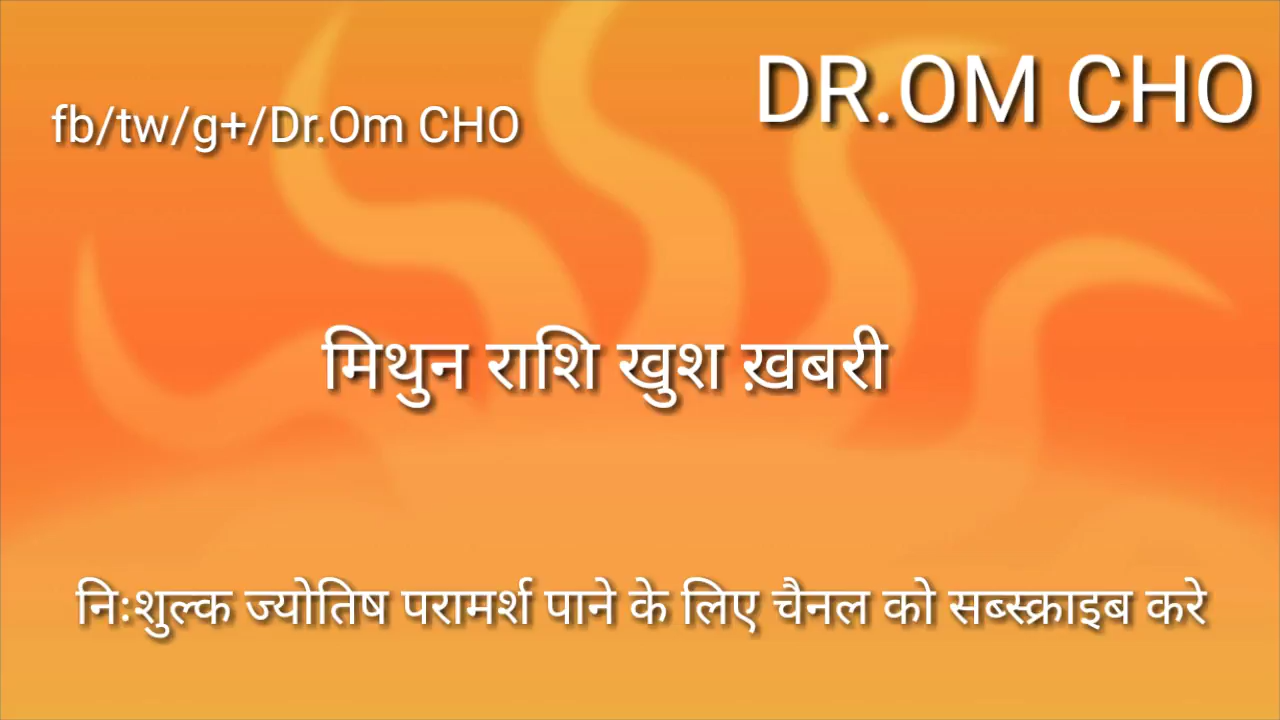 DR.OM CHO
fb/tw/g+/Dr.Om CHO
मिथुन राशि खुश ख़बरी
निःशुल्क ज्योतिष परामर्श पाने के लिए चैनल को सब्स्क्राइब करे